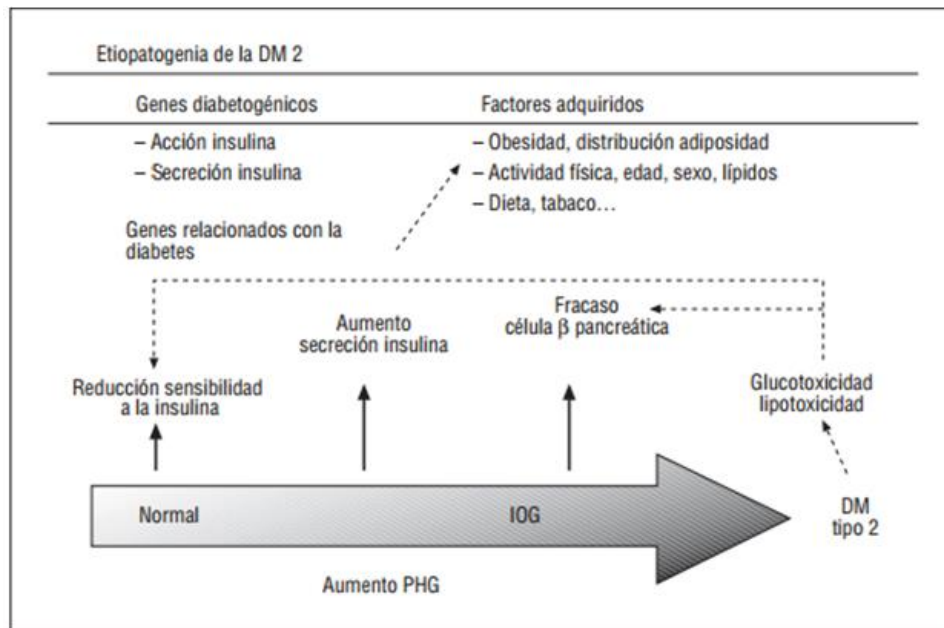 Etiopatogenia de la DM 2
Genes diabetogénicos
– Acción insulina
– Secreción insulina
Factores adquiridos
– Obesidad, distribución adiposidad
– Actividad física, edad, sexo, lípidos
– Dieta, tabaco…
Genes relacionados con la
diabetes
Reducción sensibilidad
a la insulina
Aumento
secreción insulina
Fracaso
célula β pancreática
Glucotoxicidad
lipotoxicidad
Normal
IOG
DM
tipo 2
Aumento PHG